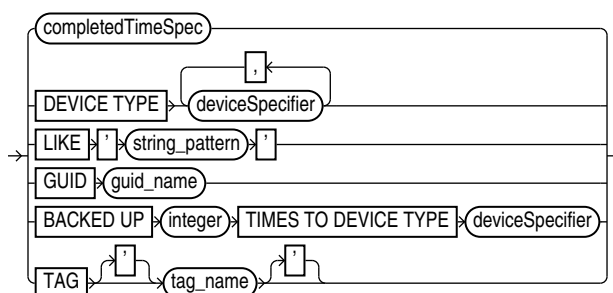 completedTimeSpec
,
DEVICE TYPE deviceSpecifier
LIKE ' string_pattern '
GUID guid_name
BACKED UP integer TIMES TO DEVICE TYPE deviceSpecifier
' '
TAG tag_name